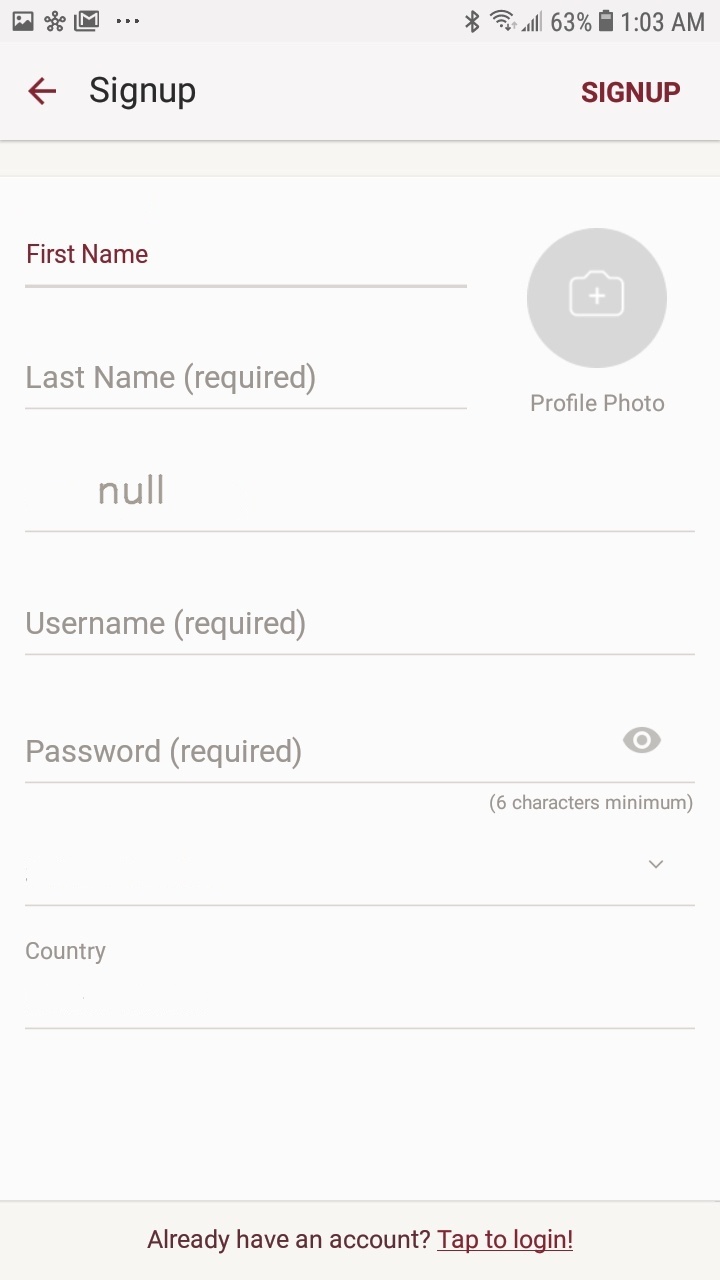 63% 1:03 AM
Signup SIGNUP
First Name
Last Name (required)
Profile Photo
null
Username (required)
Password (required)
(6 characters minimum)
Country
Already have an account? Tap to login!